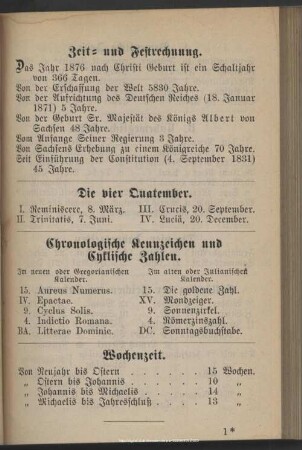 Zeit- und Festrechnung.
Das Jahr 1876 nach Christi Geburt ist ein Schaltjahr
von 366 Tagen.
Von der Erschaffung der Welt 5830 Jahre.
Von der Aufrichtung des Deutschen Reiches (18. Januar
1871) 5 Jahre.
Von der Geburt Sr. Majestät des Königs Albert von
Sachsen 48 Jahre.
Vom Anfange Seiner Regierung 3 Jahre.
Von Sachsens Erhebung zu einem Königreiche 70 Jahre.
Seit Einführung der Constitution (4. September 1831)
45 Jahre.
Die vier Quatember.
I. Reminiscere, 8. März. III. Crucis, 20. September.
II. Trinitatis, 7. Juni. IV. Luciä, 20. December.
Chronologische Kennzeichen und
Cyklische Zahlen.
Im neuen oder Gregorianischen Im alten oder Julianischen
Kalender. Kalender.
15. Aureus Numerus. 15. Die goldene Zahl.
IV. Epactae. XV. Mondzeiger.
9. Cyclus Solis. 9. Sonnenzirkel.
4. Indictio Romana. 4. Römerzinszahl.
BA. Litterae Dominic. DC. Sonntagsbuchstabe.
Wochenzeit.
Von Neujahr bis Ostern 15 Wochen.
„ Ostern bis Johannis 10 „
„ Johannis bis Michaelis 14 „
„ Michaelis bis Jahresschluß 13 „
1*